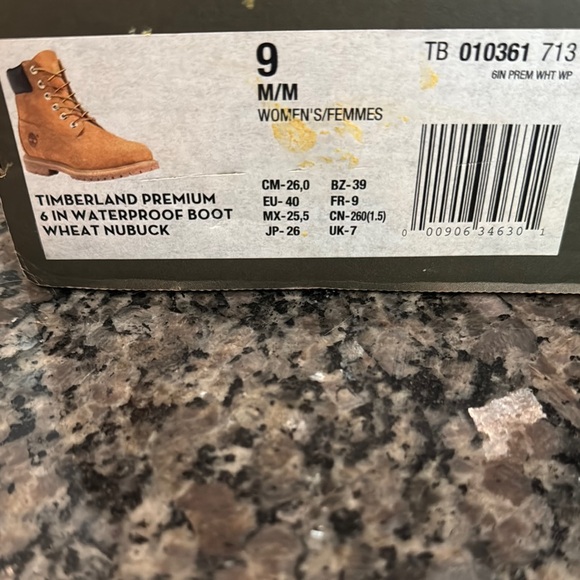 9
M/M
WOMEN'S/FEMMES
TB 010361 713
6IN PREM WHT WP
TIMBERLAND PREMIUM
6 IN WATERPROOF BOOT
WHEAT NUBUCK
CM-26,0 BZ-39
EU- 40 FR-9
MX-25,5 CN-260(1.5)
JP- 26 UK-7
0 00906 34630 1